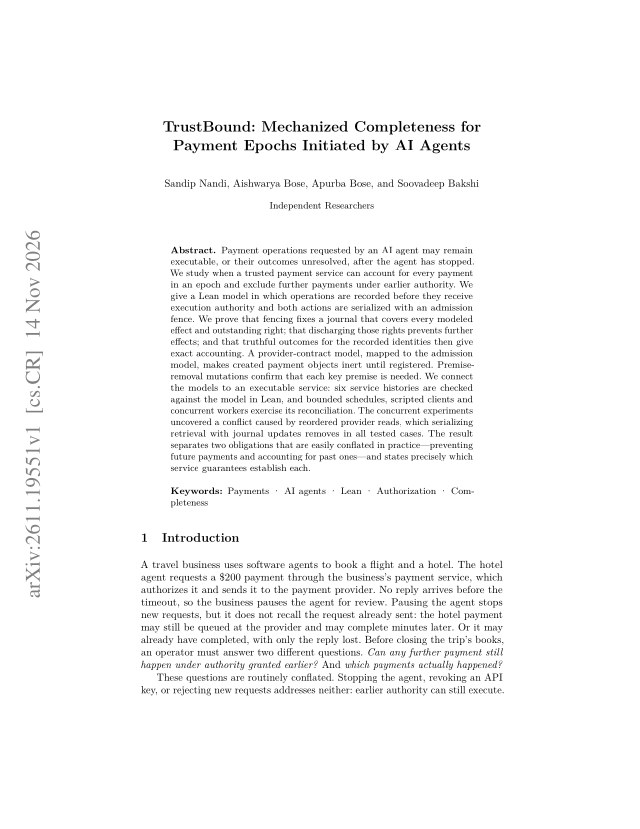 TrustBound: Mechanized Completeness for
Payment Epochs Initiated by AI Agents
Sandip Nandi, Aishwarya Bose, Apurba Bose, and Soovadeep Bakshi
Independent Researchers
Abstract. Payment operations requested by an AI agent may remain
executable, or their outcomes unresolved, after the agent has stopped.
We study when a trusted payment service can account for every payment
in an epoch and exclude further payments under earlier authority. We
give a Lean model in which operations are recorded before they receive
execution authority and both actions are serialized with an admission
fence. We prove that fencing fixes a journal that covers every modeled
effect and outstanding right; that discharging those rights prevents further
effects; and that truthful outcomes for the recorded identities then give
exact accounting. A provider-contract model, mapped to the admission
model, makes created payment objects inert until registered. Premise-
removal mutations confirm that each key premise is needed. We connect
the models to an executable service: six service histories are checked
against the model in Lean, and bounded schedules, scripted clients and
concurrent workers exercise its reconciliation. The concurrent experiments
uncovered a conflict caused by reordered provider reads, which serializing
retrieval with journal updates removes in all tested cases. The result
separates two obligations that are easily conflated in practice—preventing
future payments and accounting for past ones—and states precisely which
service guarantees establish each.
Keywords: Payments · AI agents · Lean · Authorization · Com-
pleteness
1 Introduction
A travel business uses software agents to book a flight and a hotel. The hotel
agent requests a $200 payment through the business's payment service, which
authorizes it and sends it to the payment provider. No reply arrives before the
timeout, so the business pauses the agent for review. Pausing the agent stops
new requests, but it does not recall the request already sent: the hotel payment
may still be queued at the provider and may complete minutes later. Or it may
already have completed, with only the reply lost. Before closing the trip's books,
an operator must answer two different questions. Can any further payment still
happen under authority granted earlier? And which payments actually happened?
These questions are routinely conflated. Stopping the agent, revoking an API
key, or rejecting new requests addresses neither: earlier authority can still execute.
arXiv:2611.19551v1 [cs.CR] 14 Nov 2026